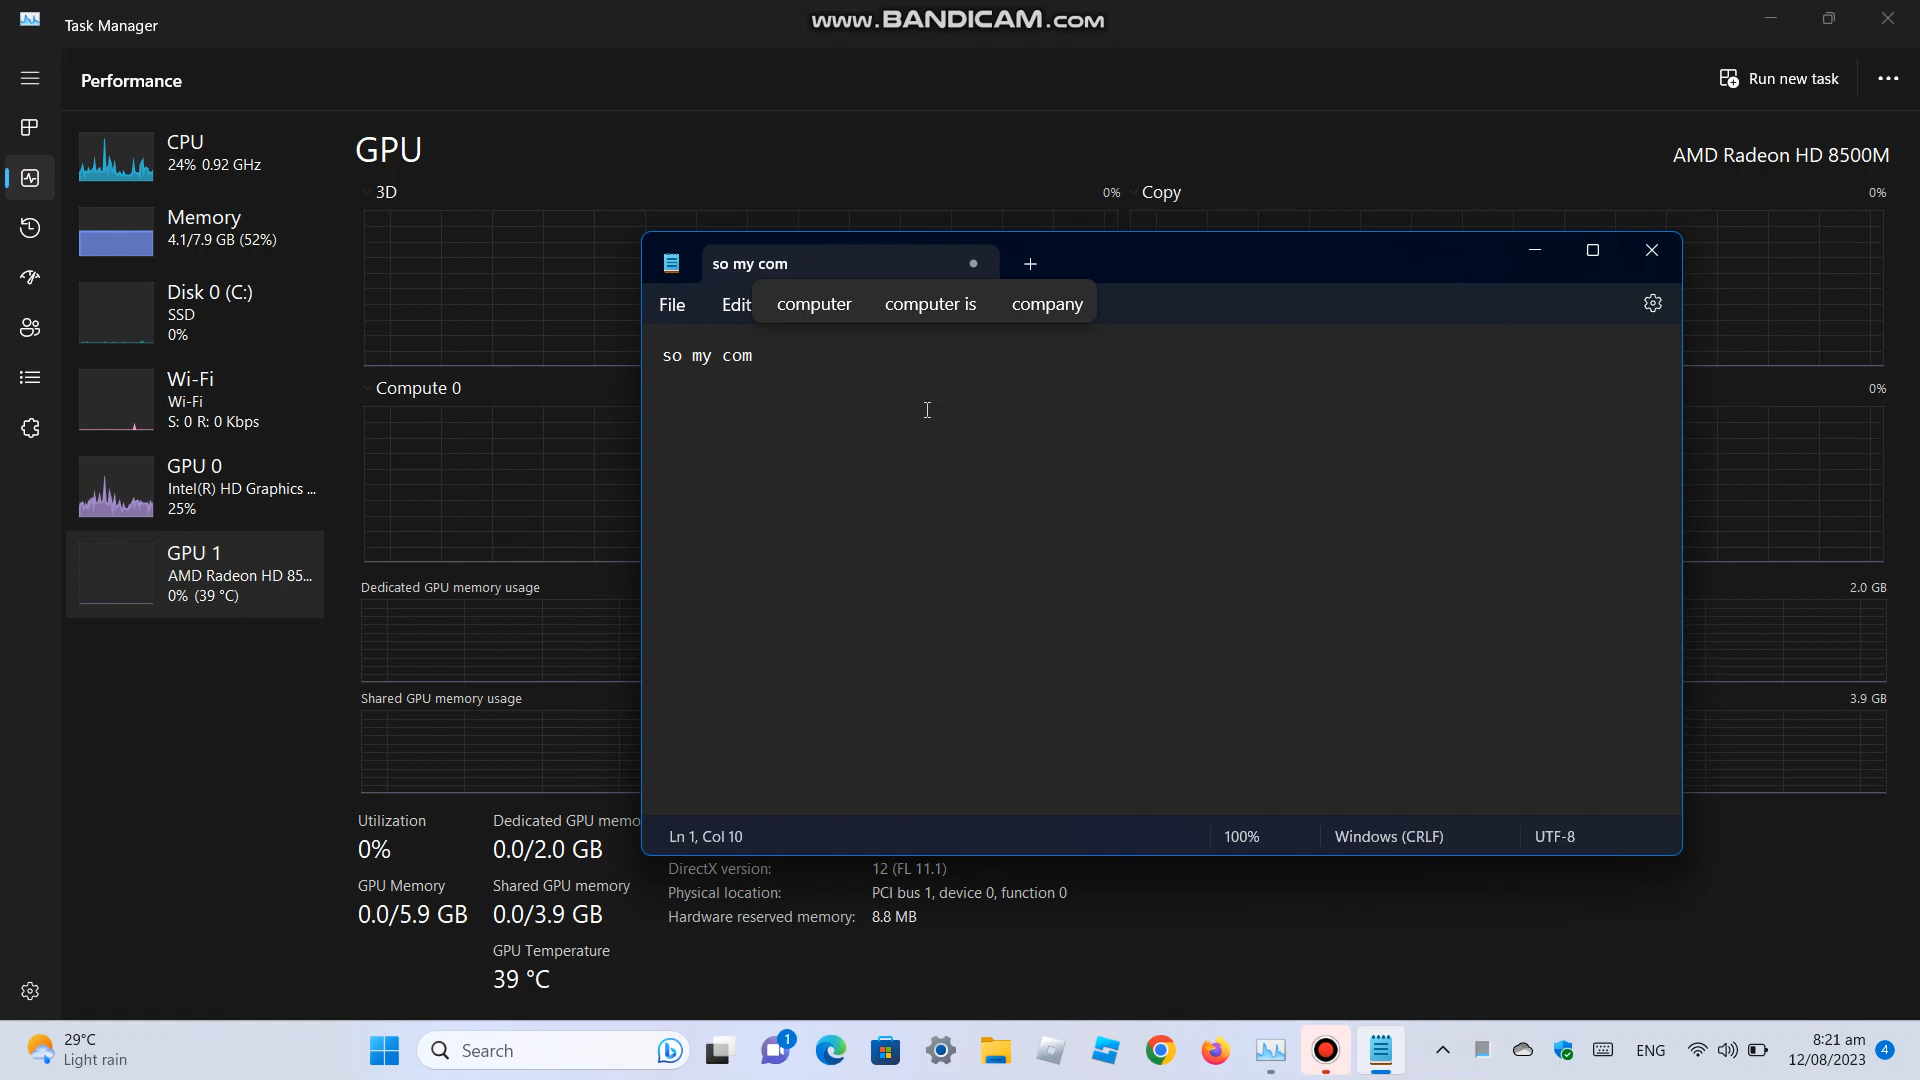 Task Manager
www.BANDICAM.com
Performance
Run new task
CPU
24% 0.92 GHz
Memory
4.1/7.9 GB (52%)
Disk 0 (C:)
SSD
0%
Wi-Fi
Wi-Fi
S: 0 R: 0 Kbps
GPU 0
Intel(R) HD Graphics ...
25%
GPU 1
AMD Radeon HD 85...
0% (39 °C)
GPU
AMD Radeon HD 8500M
3D
0%
Copy
0%
Compute 0
0%
Dedicated GPU memory usage
2.0 GB
Shared GPU memory usage
3.9 GB
so my com
File
Edit
computer
computer is
company
so my com
Ln 1, Col 10
100%
Windows (CRLF)
UTF-8
Utilization
0%
Dedicated GPU memo
0.0/2.0 GB
GPU Memory
0.0/5.9 GB
Shared GPU memory
0.0/3.9 GB
GPU Temperature
39 °C
DirectX version:
12 (FL 11.1)
Physical location:
PCI bus 1, device 0, function 0
Hardware reserved memory:
8.8 MB
29°C
Light rain
Search
1
ENG
8:21 am
12/08/2023
4